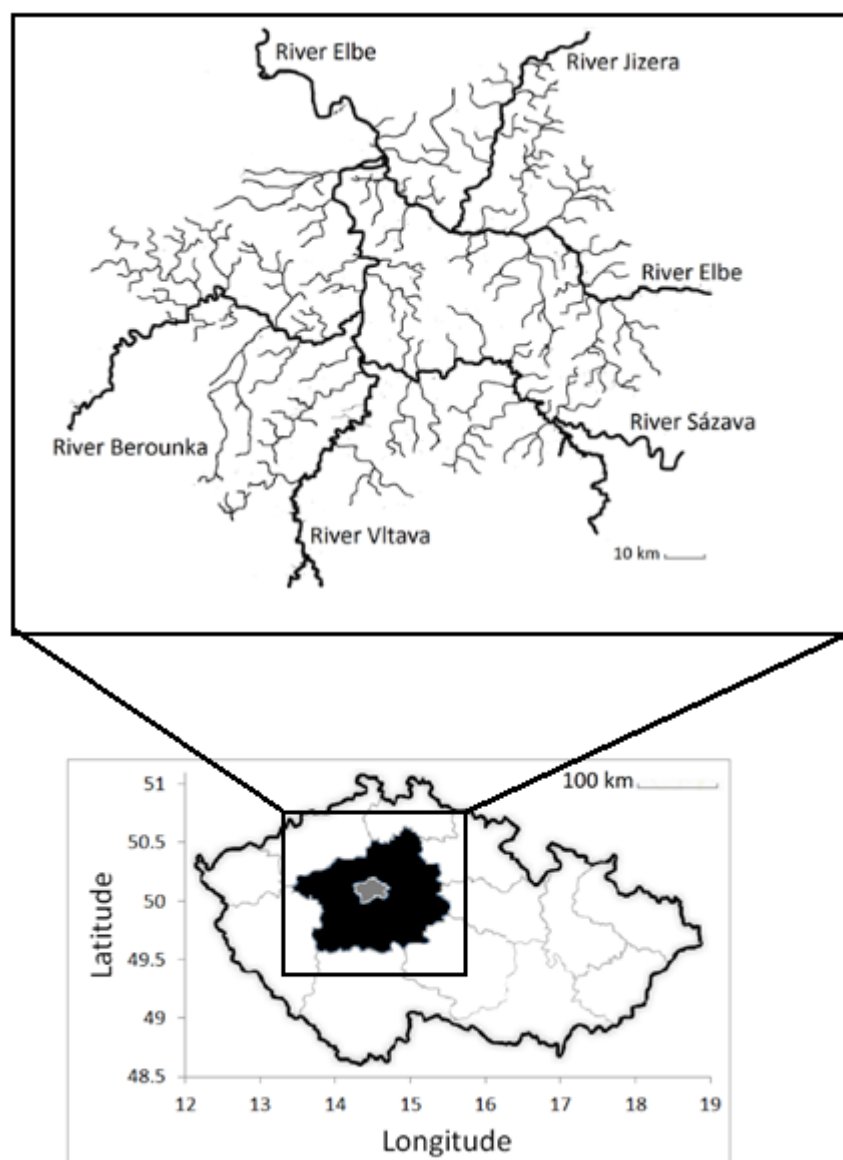 River Elbe
River Jizera
River Elbe
River Sázava
River Berounka
River Vltava
10 km
51
100 km
50.5
50
49.5
49
48.5
Latitude
12 13 14 15 16 17 18 19
Longitude